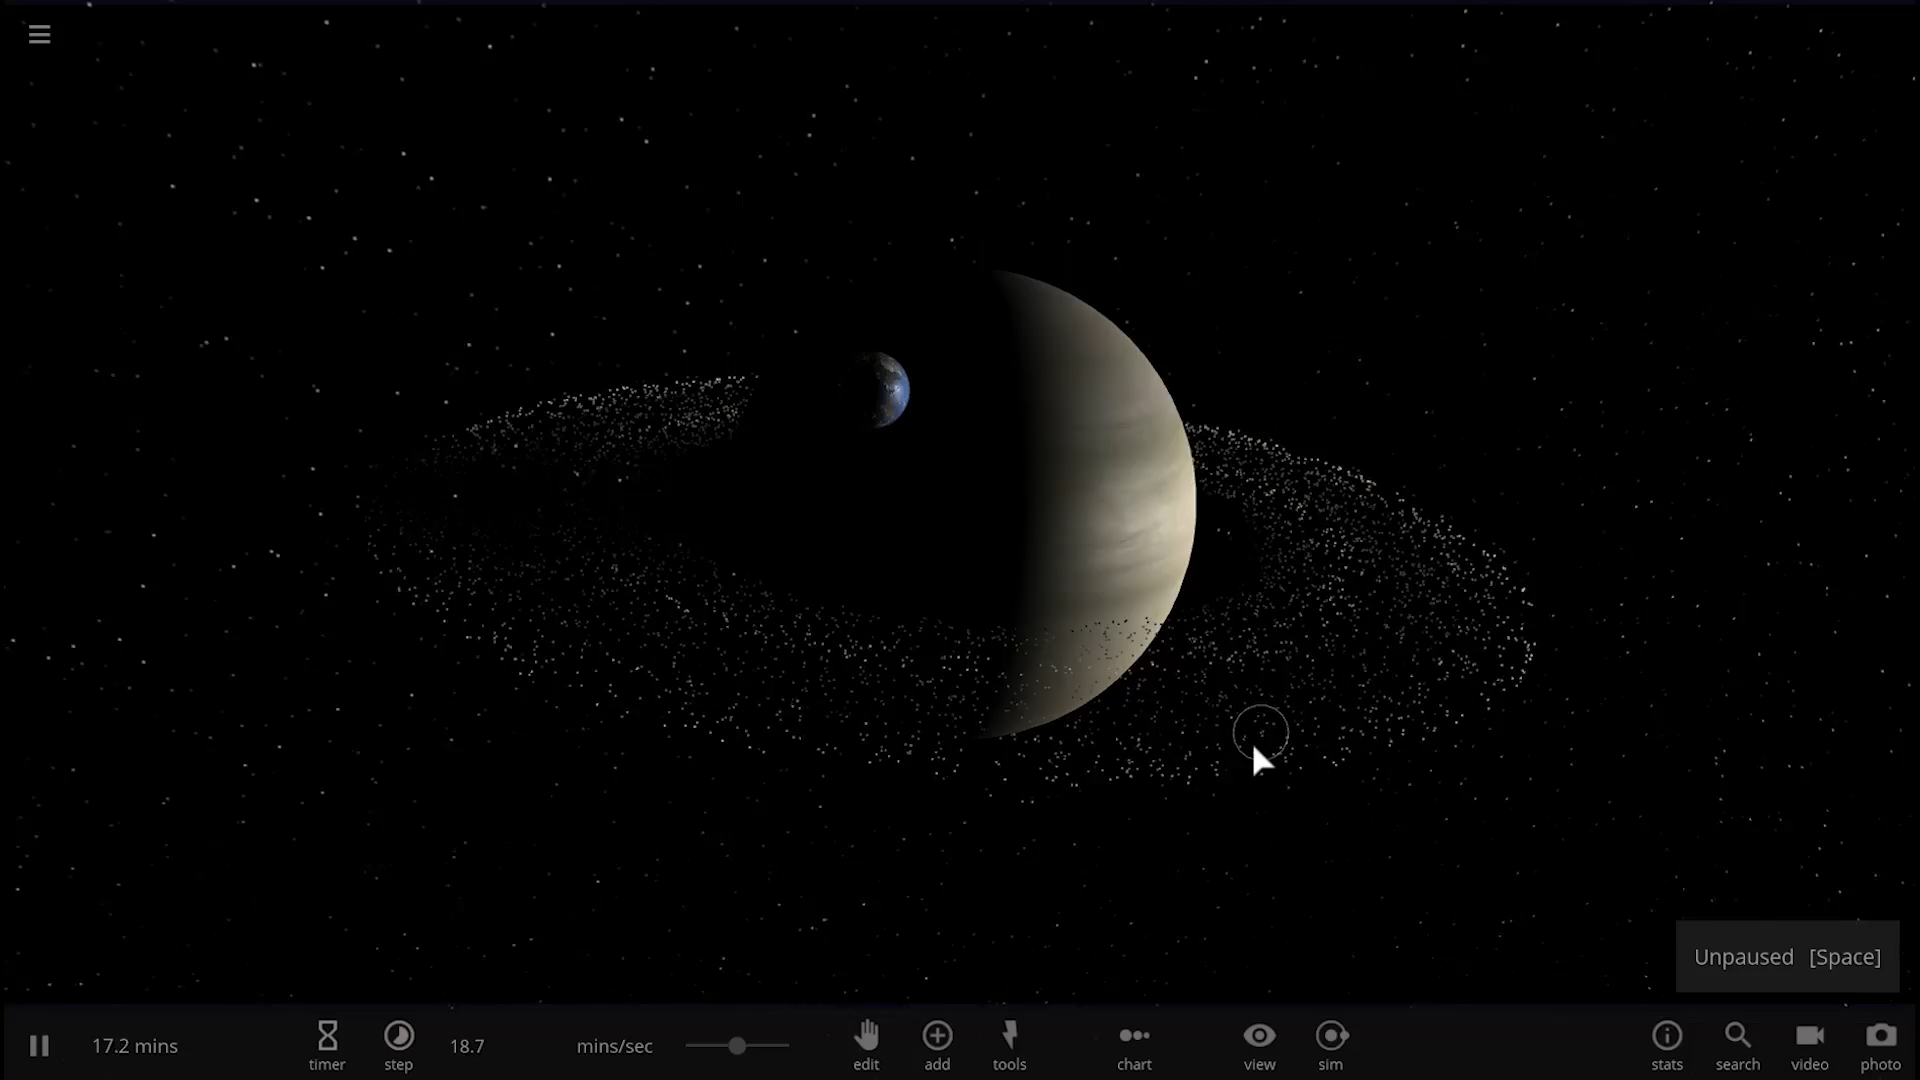 Unpaused [Space]
17.2 mins
timer
step
18.7 mins/sec
edit
add
tools
chart
view
sim
stats
search
video
photo